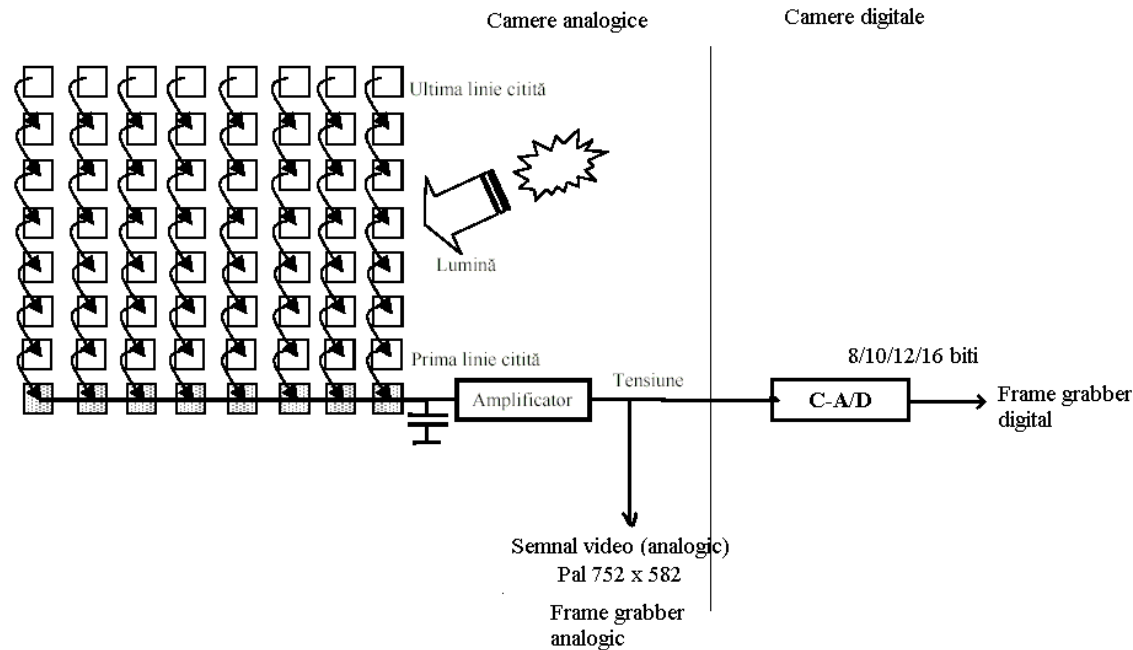 Camere analogice
Camere digitale
Ultima linie citită
Lumină
Prima linie citită
Amplificator
Tensiune
8/10/12/16 biti
C-A/D
Frame grabber
digital
Semnal video (analogic)
Pal 752 x 582
Frame grabber
analogic